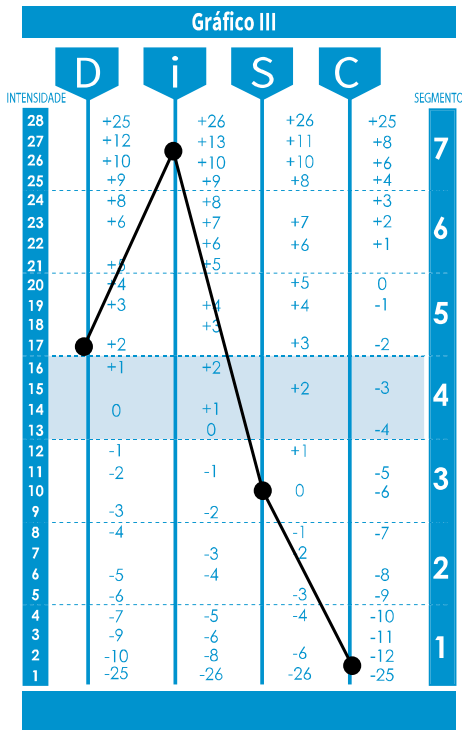 Gráfico III
D i S C
INTENSIDADE SEGMENTO
28 +25 +26 +26 +25
27 +12 +13 +11 +8 7
26 +10 +10 +10 +6
25 +9 +9 +8 +4
24 +8 +8 +3
23 +6 +7 +7 +2 6
22 +6 +6 +1
21 +5 +5
20 +4 +5 0
19 +3 +4 +4 -1 5
18 +3
17 +2 +3 -2
16 +1 +2
15 +2 -3 4
14 0 +1
13 0 -4
12 -1 +1
11 -2 -1 -5 3
10 0 -6
9 -3 -2
8 -4 -1 -7
7 -3 -2 2
6 -5 -4 -8
5 -6 -3 -9
4 -7 -5 -4 -10
3 -9 -6 -11 1
2 -10 -8 -6 -12
1 -25 -26 -26 -25